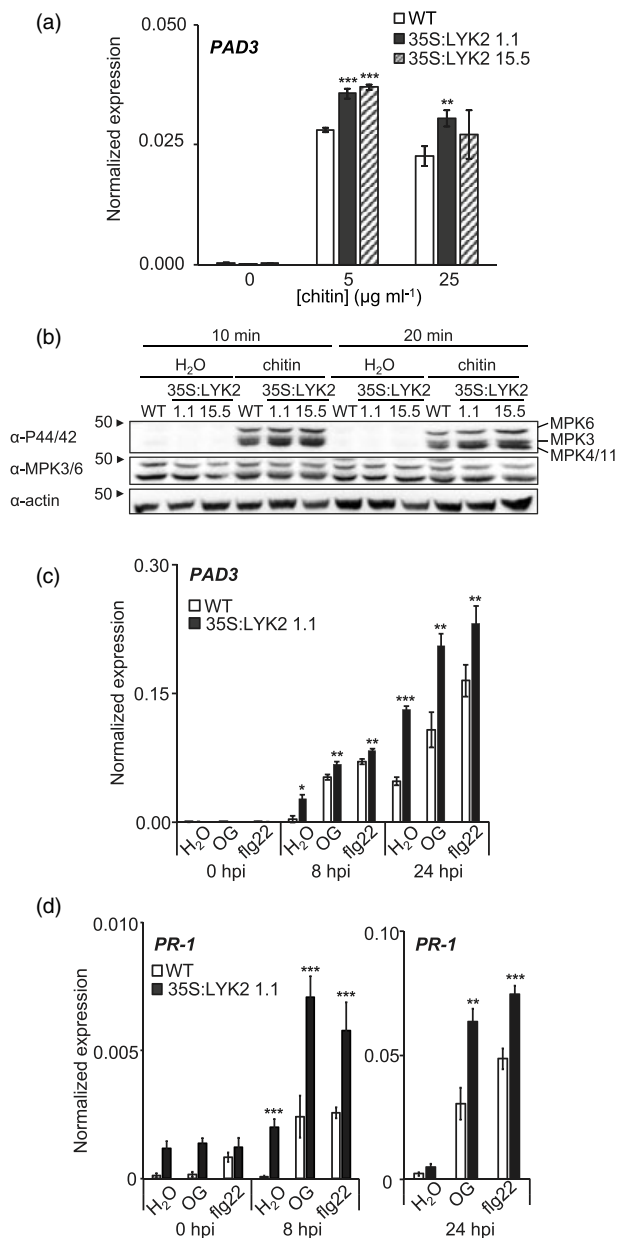 (a)
0.050
PAD3
WT
35S:LYK2 1.1
35S:LYK2 15.5
*** ***
**
Normalized expression
0.025
0.000
0 5 25
[chitin] (µg ml-1)
(b)
10 min 20 min
H2O chitin H2O chitin
35S:LYK2 35S:LYK2 35S:LYK2 35S:LYK2
WT 1.1 15.5 WT 1.1 15.5 WT 1.1 15.5 WT 1.1 15.5
50
α-P44/42
MPK6
MPK3
MPK4/11
50
α-MPK3/6
50
α-actin
(c)
0.30
PAD3
WT
35S:LYK2 1.1
Normalized expression
0.15
0.00
* ** ** *** ** **
H2O OG flg22 H2O OG flg22 H2O OG flg22
0 hpi 8 hpi 24 hpi
(d)
0.010
PR-1
WT
35S:LYK2 1.1
Normalized expression
0.005
0
*** *** ***
H2O OG flg22 H2O OG flg22
0 hpi 8 hpi
0.10
PR-1
0.05
0
** ***
H2O OG flg22
24 hpi